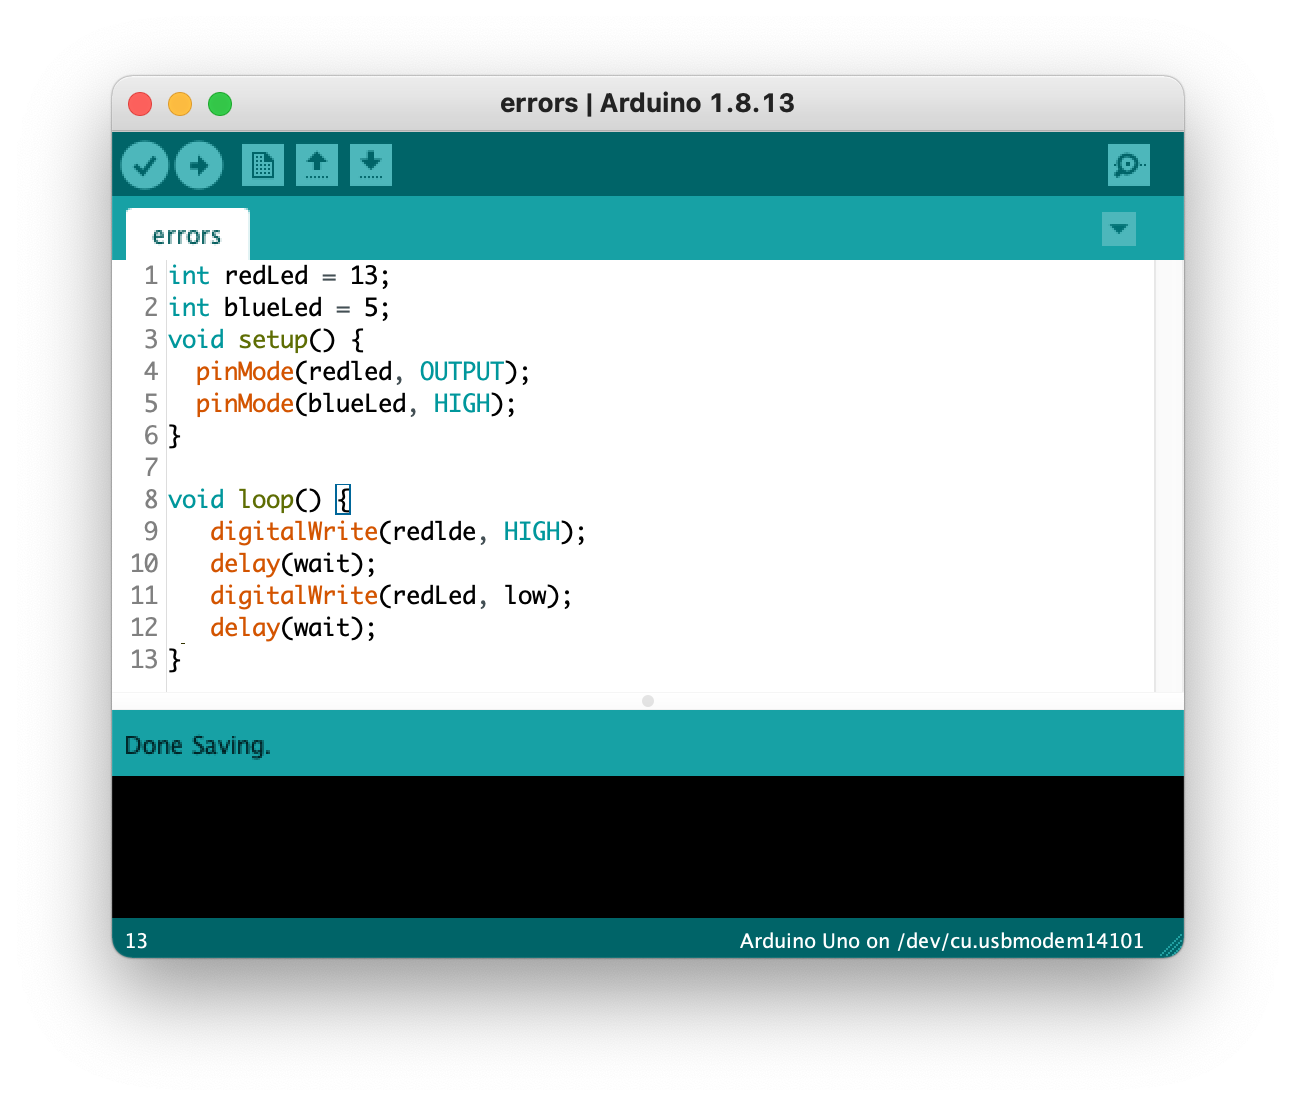 errors | Arduino 1.8.13
errors
1 int redLed = 13;
2 int blueLed = 5;
3 void setup() {
4   pinMode(redled, OUTPUT);
5   pinMode(blueLed, HIGH);
6 }
7
8 void loop() {
9    digitalWrite(redlde, HIGH);
10    delay(wait);
11    digitalWrite(redLed, low);
12    delay(wait);
13 }
Done Saving.
13 Arduino Uno on /dev/cu.usbmodem14101